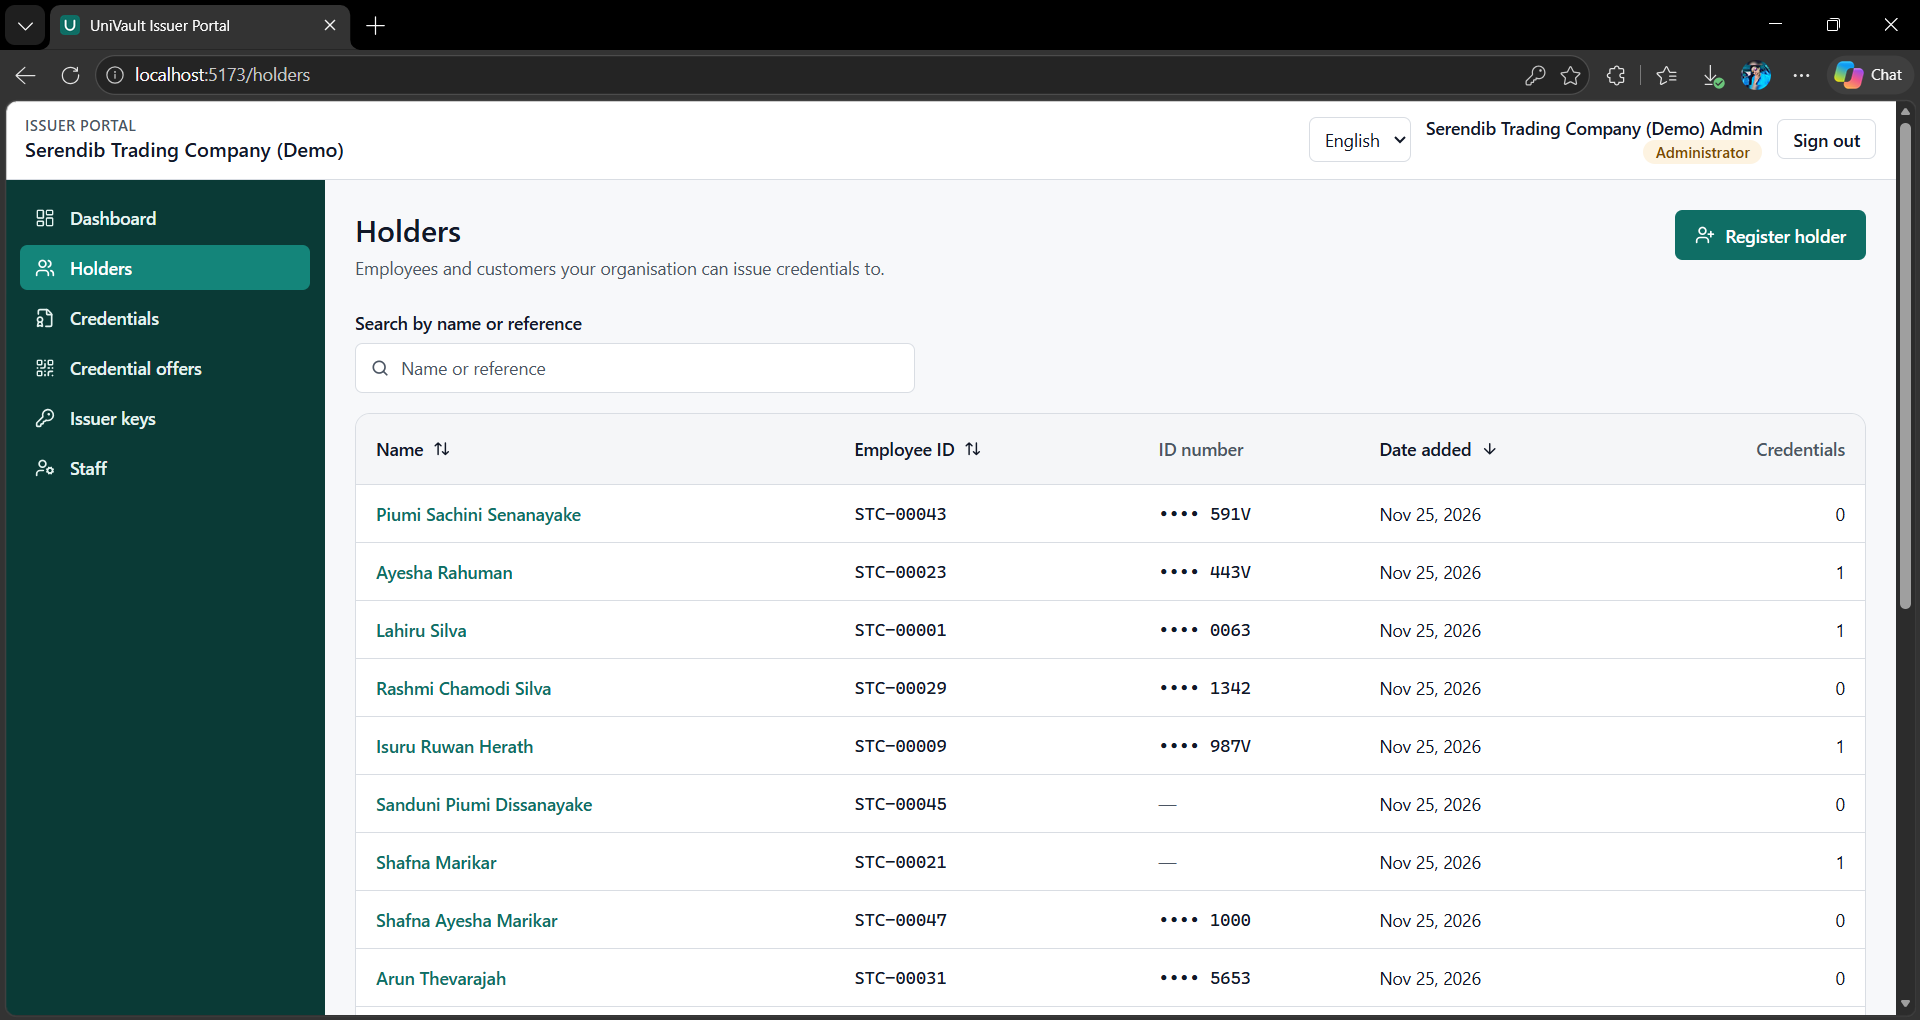 UniVault Issuer Portal
localhost:5173/holders
Chat
ISSUER PORTAL
Serendib Trading Company (Demo)
English
Serendib Trading Company (Demo) Admin
Administrator
Sign out
Dashboard
Holders
Credentials
Credential offers
Issuer keys
Staff
Holders
Employees and customers your organisation can issue credentials to.
Register holder
Search by name or reference
Name or reference
Name Employee ID ID number Date added Credentials
Piumi Sachini Senanayake STC-00043 •••• 591V Nov 25, 2026 0
Ayesha Rahuman STC-00023 •••• 443V Nov 25, 2026 1
Lahiru Silva STC-00001 •••• 0063 Nov 25, 2026 1
Rashmi Chamodi Silva STC-00029 •••• 1342 Nov 25, 2026 0
Isuru Ruwan Herath STC-00009 •••• 987V Nov 25, 2026 1
Sanduni Piumi Dissanayake STC-00045 — Nov 25, 2026 0
Shafna Marikar STC-00021 — Nov 25, 2026 1
Shafna Ayesha Marikar STC-00047 •••• 1000 Nov 25, 2026 0
Arun Thevarajah STC-00031 •••• 5653 Nov 25, 2026 0